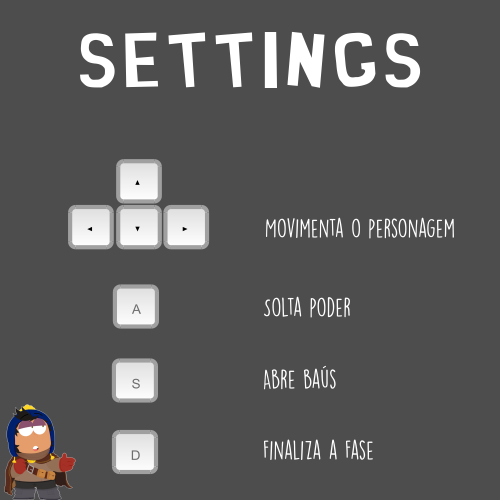 SETTINGS
MOVIMENTA O PERSONAGEM
A
SOLTA PODER
S
ABRE BAÚS
D
FINALIZA A FASE